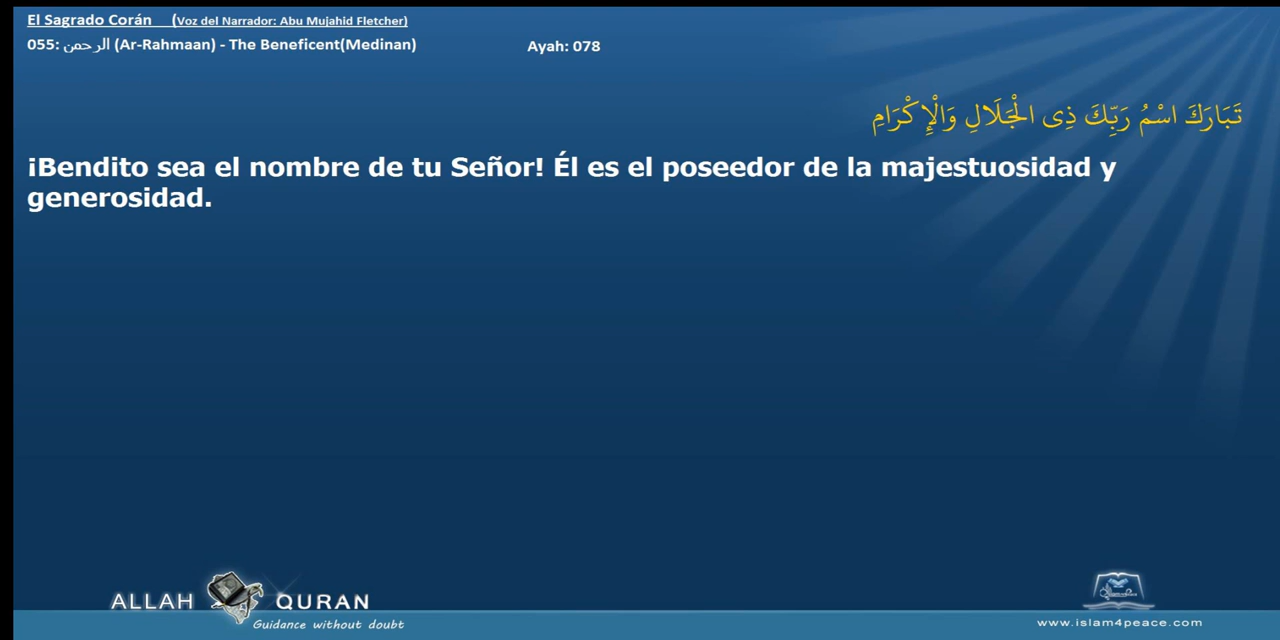 El Sagrado Corán (Voz del Narrador: Abu Mujahid Fletcher)
055: الرحمن (Ar-Rahmaan) - The Beneficent(Medinan) Ayah: 078
تَبَارَكَ اسْمُ رَبِّكَ ذِى الْجَلَالِ وَالْإِكْرَامِ
¡Bendito sea el nombre de tu Señor! Él es el poseedor de la majestuosidad y
generosidad.
ALLAH QURAN
Guidance without doubt
www.islam4peace.com